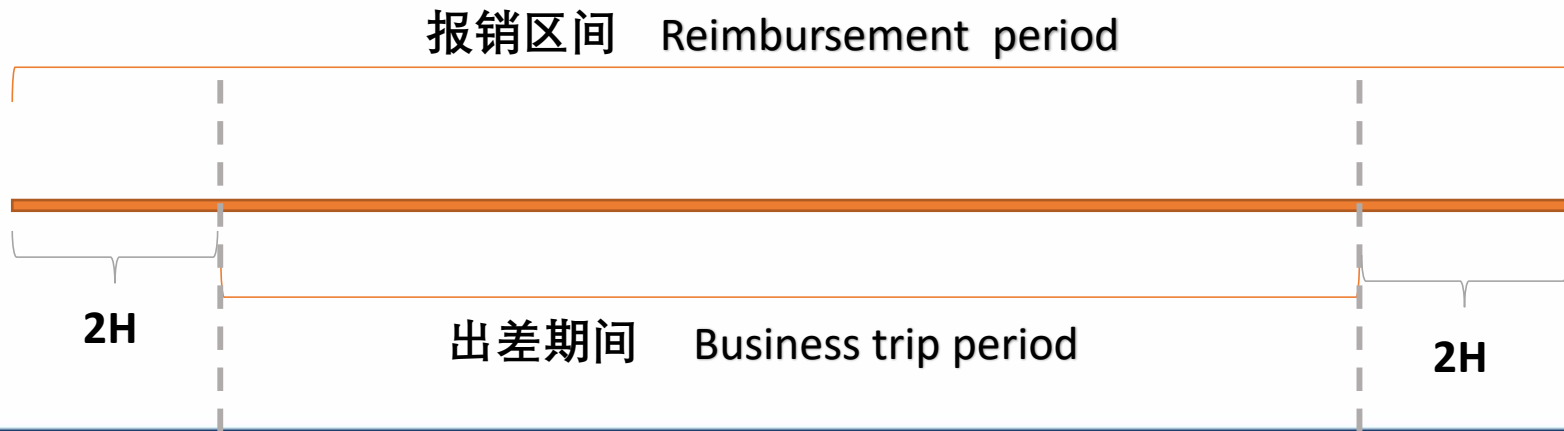 报销区间 Reimbursement period
2H
出差期间 Business trip period
2H